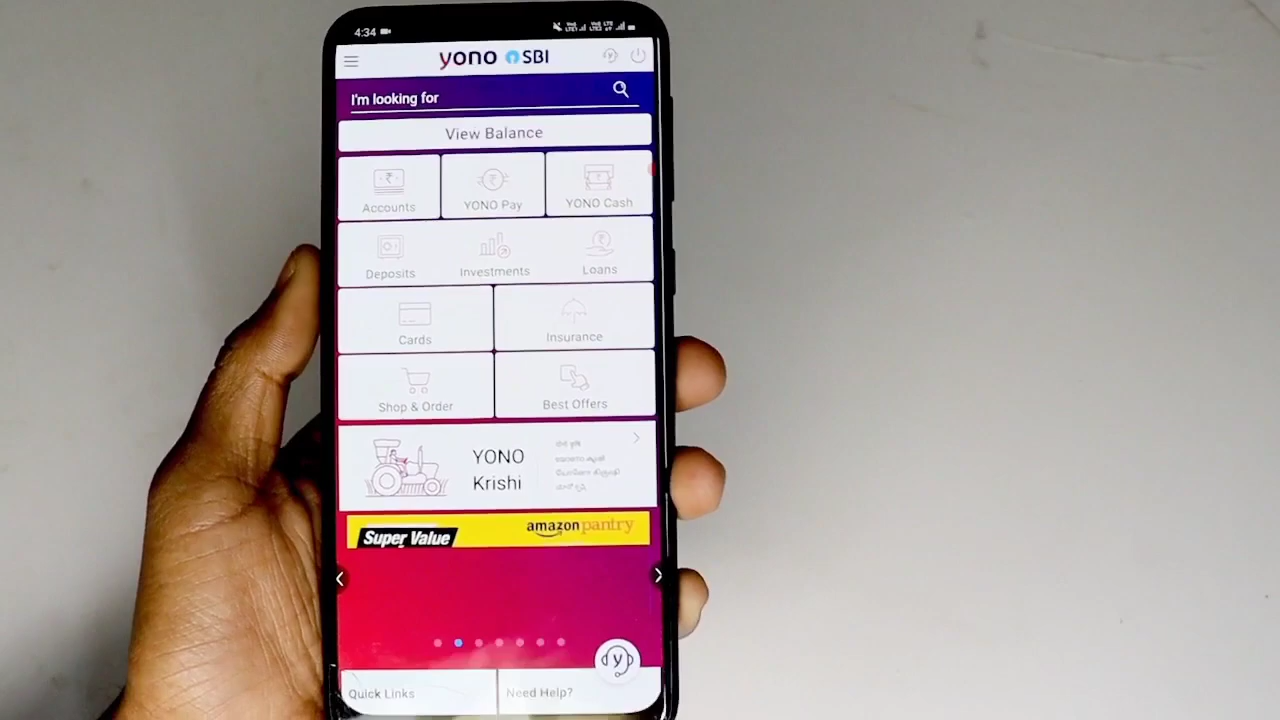 4:34
yono SBI
I'm looking for
View Balance
Accounts
YONO Pay
YONO Cash
Deposits
Investments
Loans
Cards
Insurance
Shop & Order
Best Offers
YONO
Krishi
Super Value
amazon pantry
Quick Links
Need Help?